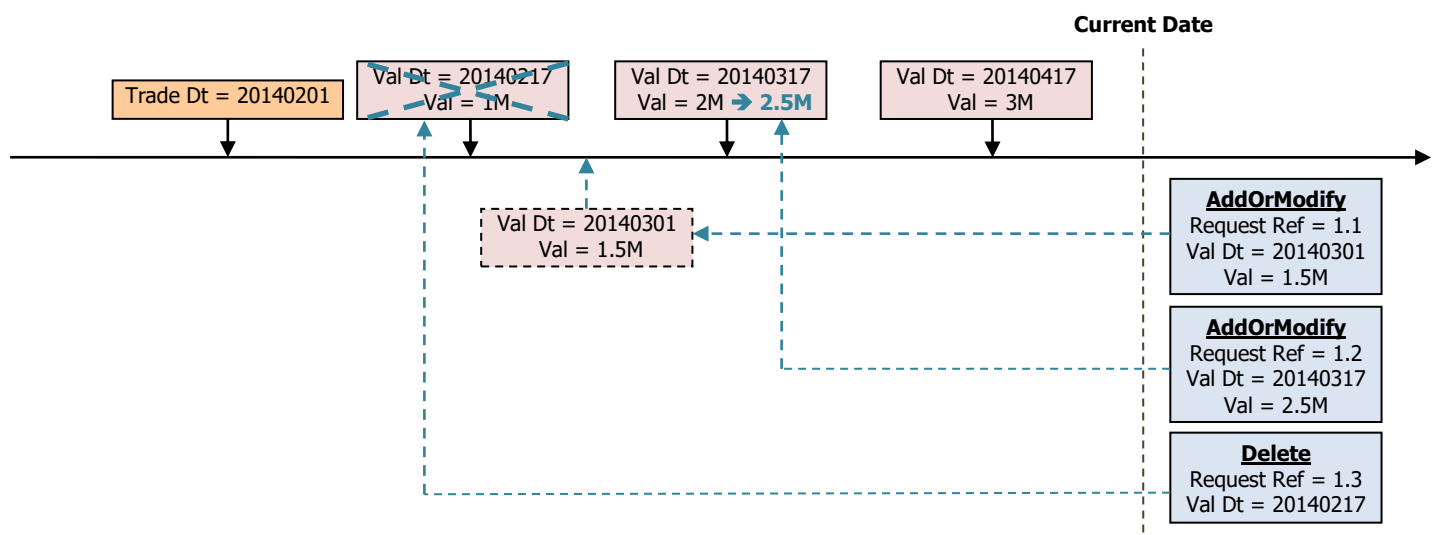 Current Date
Trade Dt = 20140201
Val Dt = 20140217
Val = 1M
Val Dt = 20140317
Val = 2M ➔ 2.5M
Val Dt = 20140417
Val = 3M
Val Dt = 20140301
Val = 1.5M
AddOrModify
Request Ref = 1.1
Val Dt = 20140301
Val = 1.5M
AddOrModify
Request Ref = 1.2
Val Dt = 20140317
Val = 2.5M
Delete
Request Ref = 1.3
Val Dt = 20140217